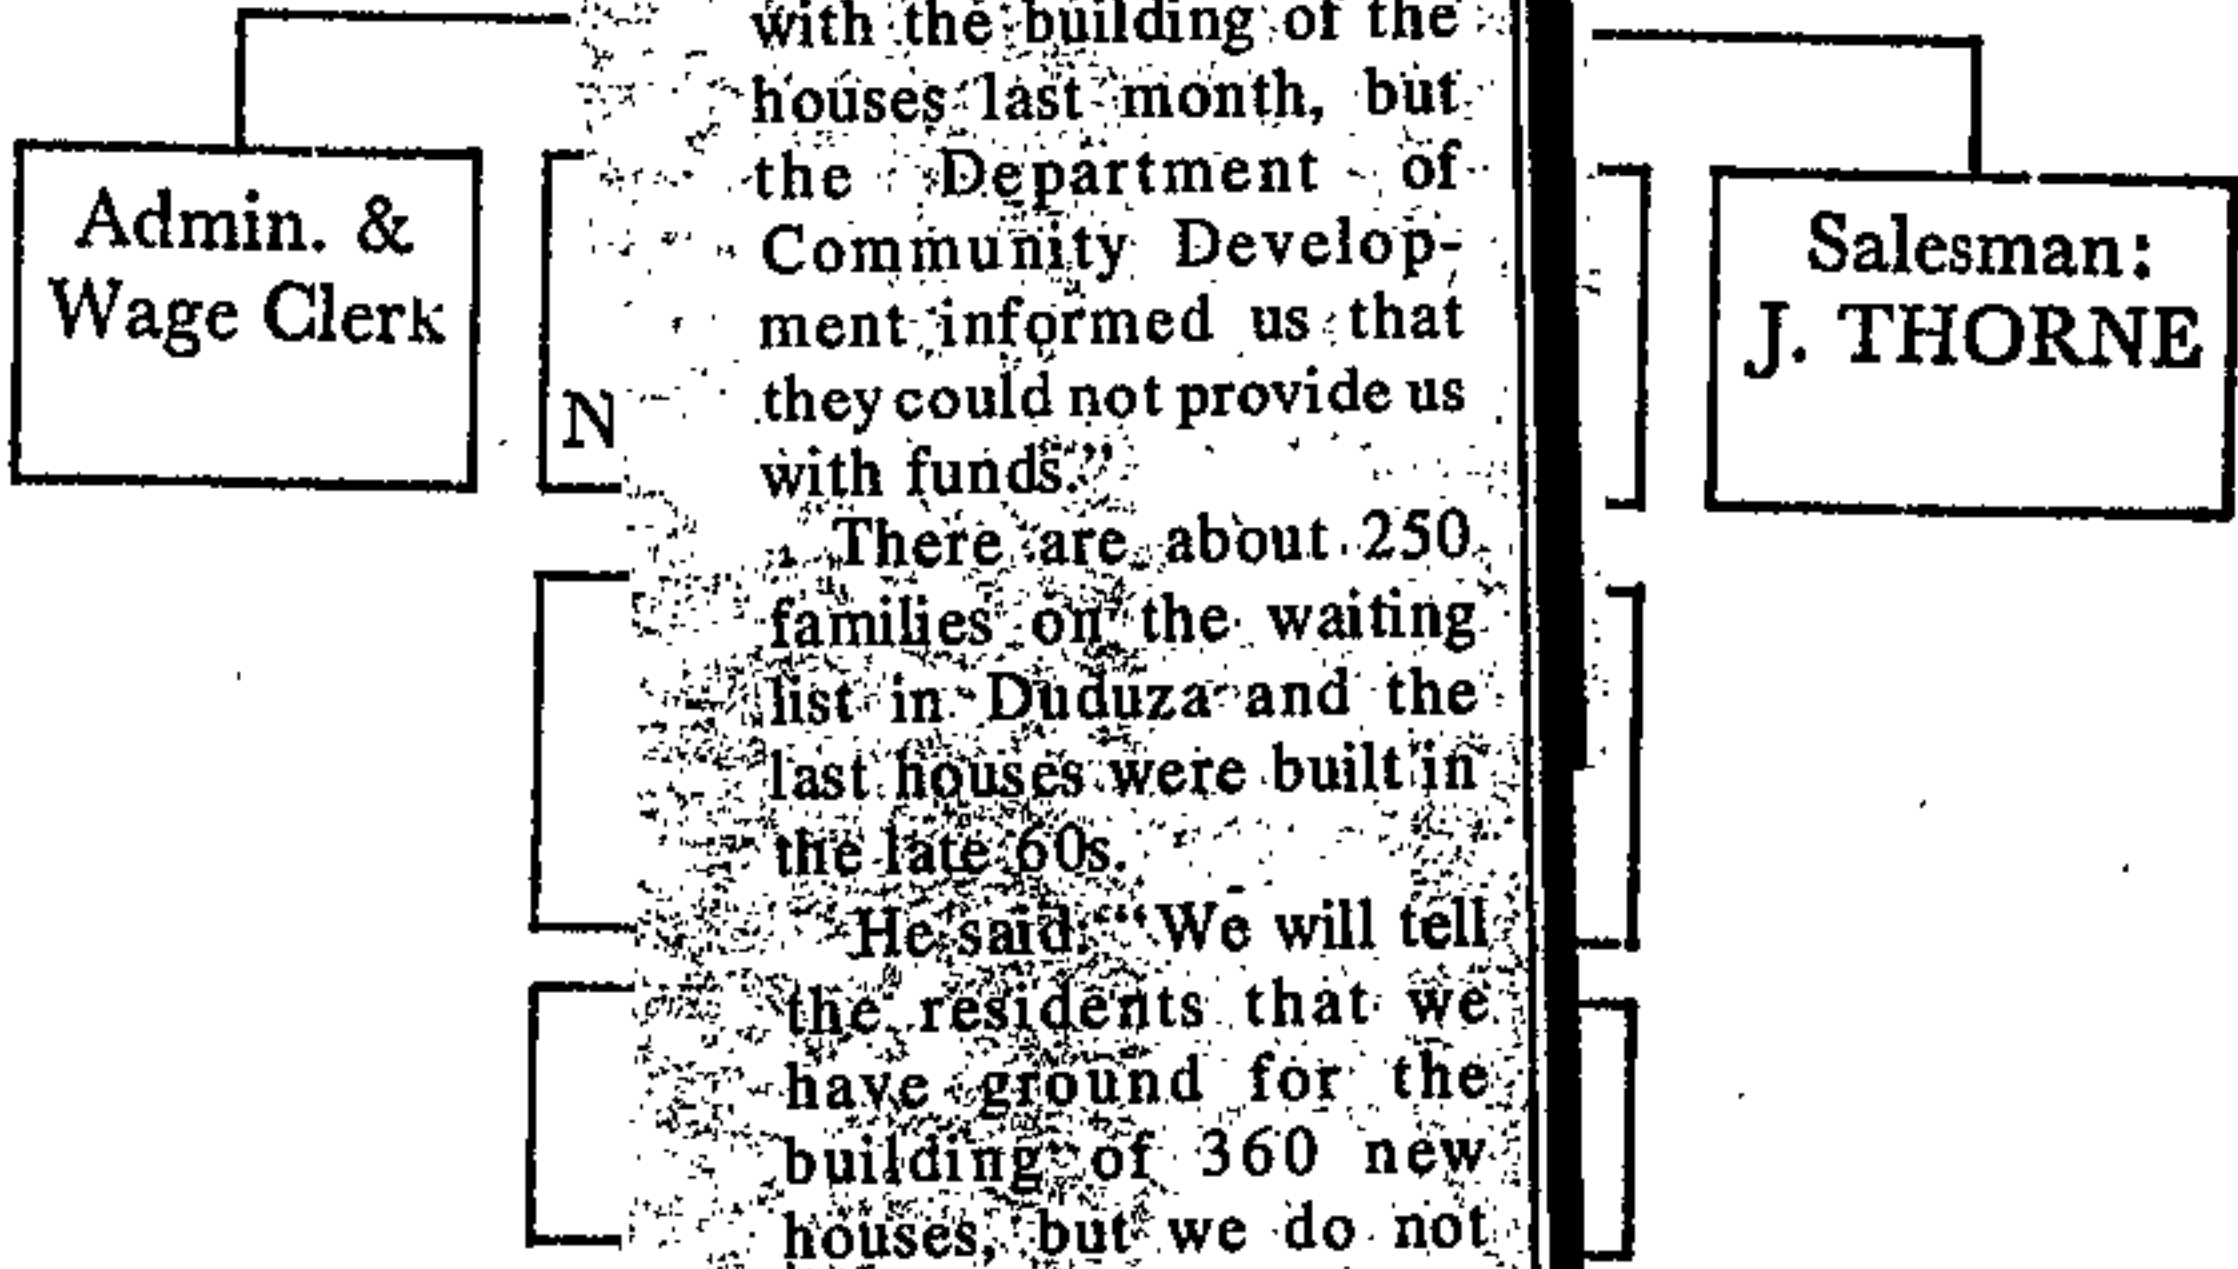 Admin. &
Wage Clerk
N
with the building of the
houses last month, but
the Department of
Community Develop-
ment informed us that
they could not provide us
with funds."
There are about 250
families on the waiting
list in Duduza and the
last houses were built in
the late 60s.
He said: "We will tell
the residents that we
have ground for the
building of 360 new
houses, but we do not
Salesman:
J. THORNE